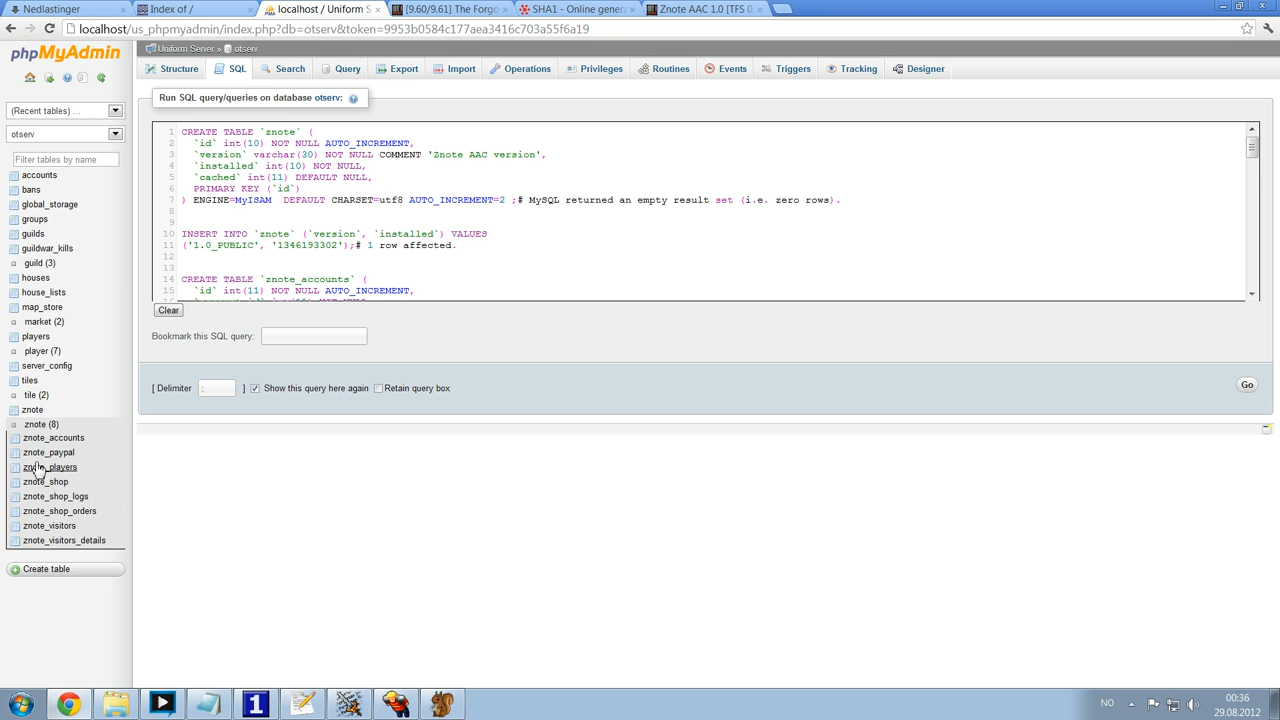 Nedlastinger
Index of /
localhost / Uniform S
[9.60/9.61] The Forgo
SHA1 - Online gener
Znote AAC 1.0 [TFS 0.
localhost/us_phpmyadmin/index.php?db=otserv&token=9953b0584c177aea3416c703a55f6a19
phpMyAdmin
Uniform Server » otserv
Structure
SQL
Search
Query
Export
Import
Operations
Privileges
Routines
Events
Triggers
Tracking
Designer
Run SQL query/queries on database otserv:
(Recent tables) ...
otserv
Filter tables by name
accounts
bans
global_storage
groups
guilds
guildwar_kills
guild (3)
houses
house_lists
map_store
market (2)
players
player (7)
server_config
tiles
tile (2)
znote
znote (8)
znote_accounts
znote_paypal
znote_players
znote_shop
znote_shop_logs
znote_shop_orders
znote_visitors
znote_visitors_details
Create table
1 CREATE TABLE `znote` (
2 `id` int(10) NOT NULL AUTO_INCREMENT,
3 `version` varchar(30) NOT NULL COMMENT 'Znote AAC version',
4 `installed` int(10) NOT NULL,
5 `cached` int(11) DEFAULT NULL,
6 PRIMARY KEY (`id`)
7 ) ENGINE=MyISAM DEFAULT CHARSET=utf8 AUTO_INCREMENT=2 ;# MySQL returned an empty result set (i.e. zero rows).
8
9
10 INSERT INTO `znote` (`version`, `installed`) VALUES
11 ('1.0_PUBLIC', '1346193302');# 1 row affected.
12
13
14 CREATE TABLE `znote_accounts` (
15 `id` int(11) NOT NULL AUTO_INCREMENT,
Clear
Bookmark this SQL query:
[ Delimiter ; ] Show this query here again Retain query box
Go
NO
00:36
29.08.2012